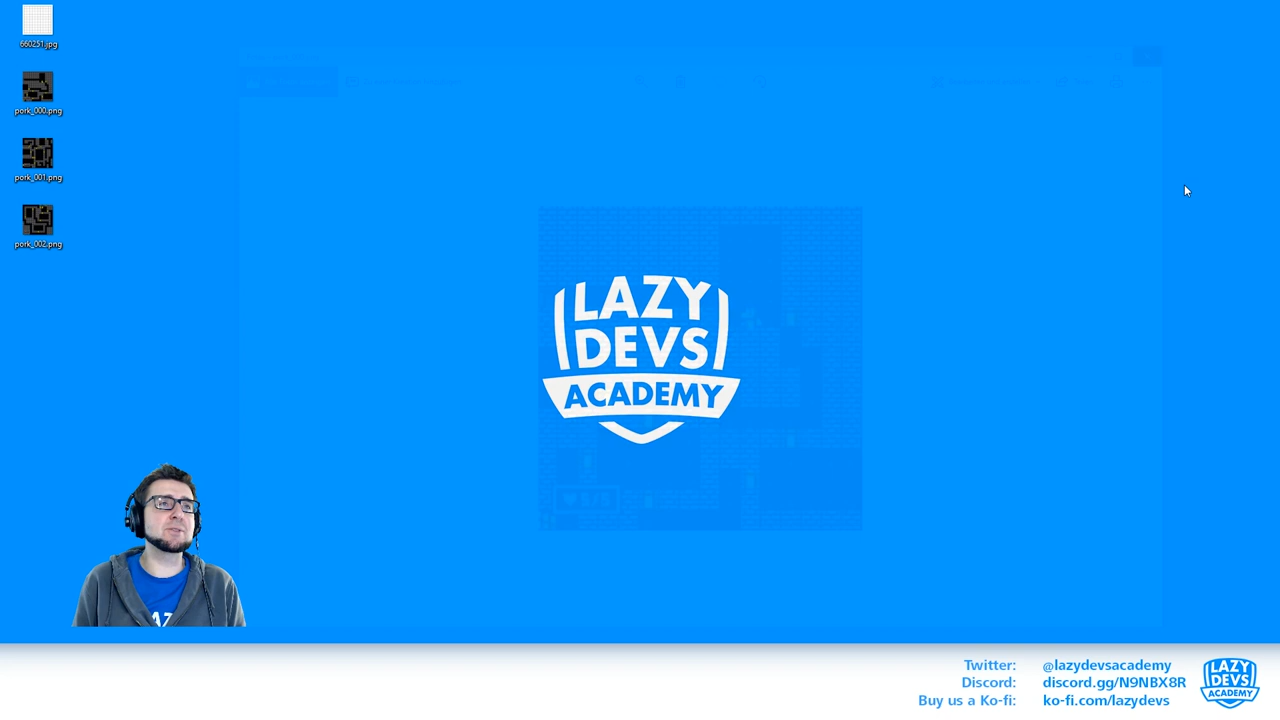 660251.jpg
pork_000.png
pork_001.png
pork_002.png
LAZY
DEVS
ACADEMY
Twitter: @lazydevsacademy
Discord: discord.gg/N9NBX8R
Buy us a Ko-fi: ko-fi.com/lazydevs
LAZY
DEVS
ACADEMY